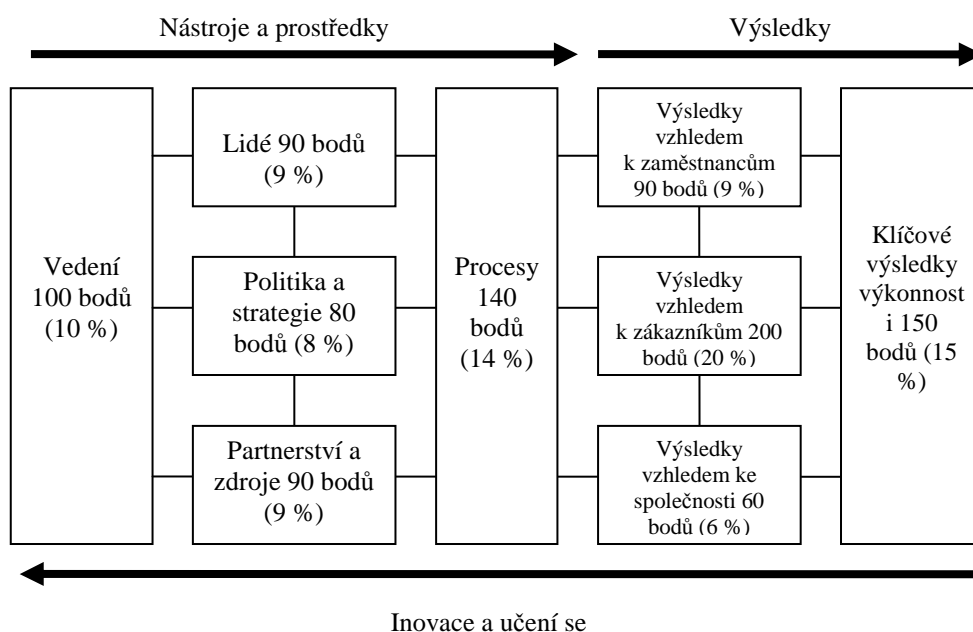 Nástroje a prostředky
Výsledky
Vedení
100 bodů
(10 %)
Lidé 90 bodů
(9 %)
Politika a
strategie 80
bodů (8 %)
Partnerství a
zdroje 90 bodů
(9 %)
Procesy
140
bodů
(14 %)
Výsledky
vzhledem
k zaměstnancům
90 bodů (9 %)
Výsledky
vzhledem
k zákazníkům 200
bodů (20 %)
Výsledky
vzhledem ke
společnosti 60
bodů (6 %)
Klíčové
výsledky
výkonnost
i 150
bodů (15
%)
Inovace a učení se